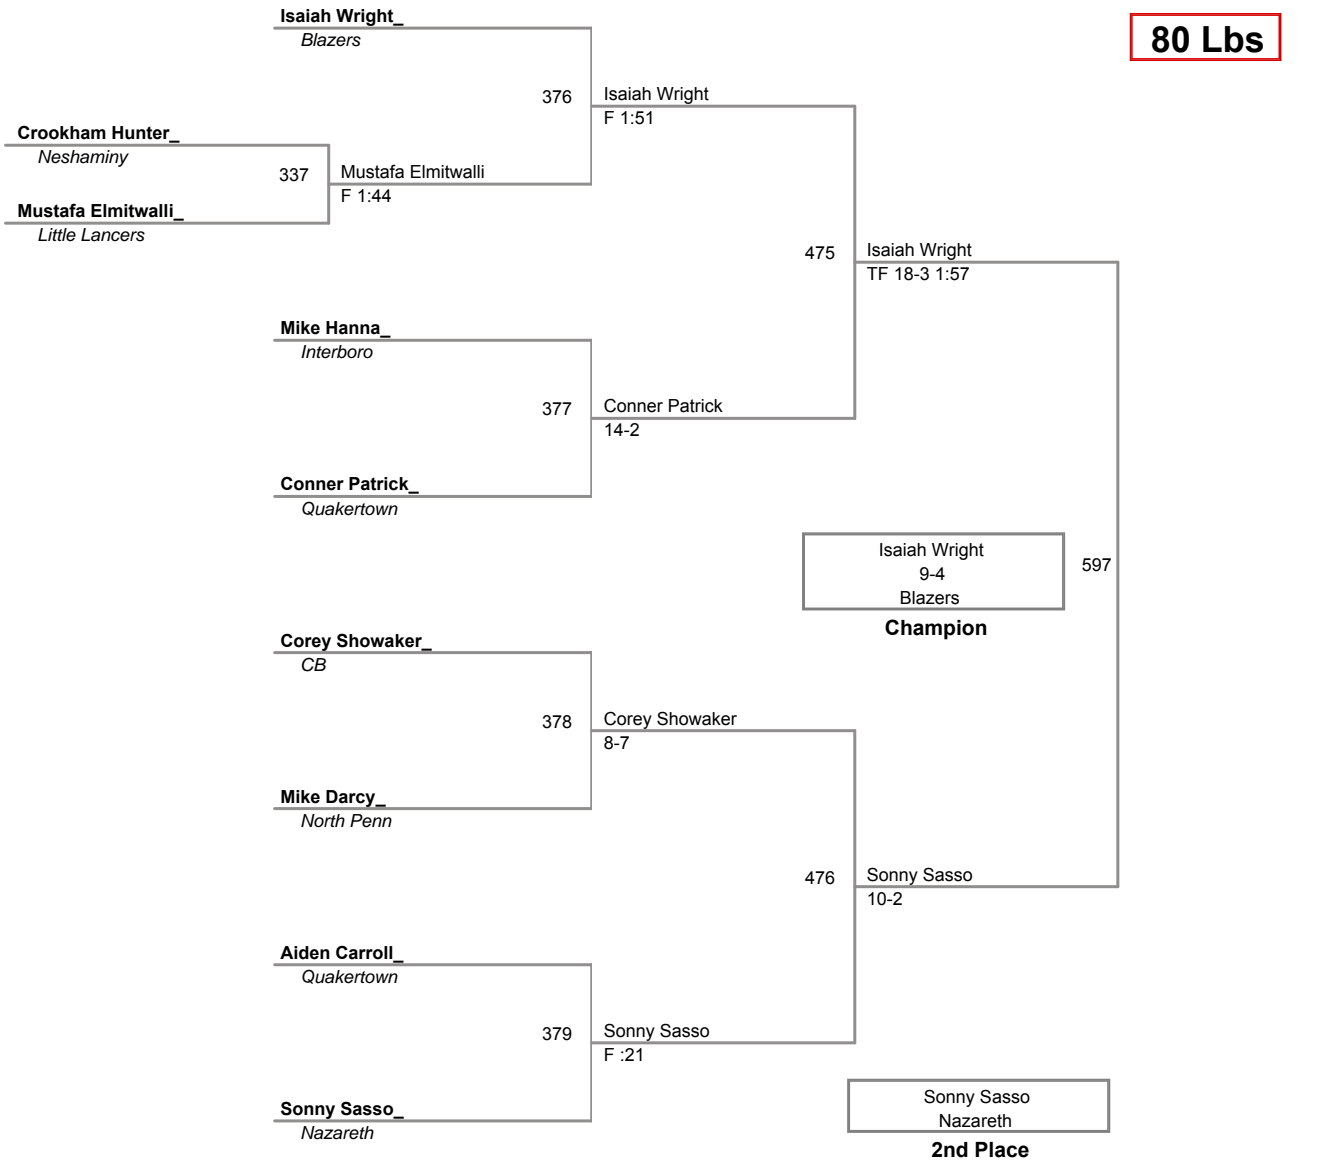 Isaiah Wright_
Blazers
80 Lbs
376
Isaiah Wright
F 1:51
Crookham Hunter_
Neshaminy
337
Mustafa Elmitwalli
F 1:44
Mustafa Elmitwalli_
Little Lancers
475
Isaiah Wright
TF 18-3 1:57
Mike Hanna_
Interboro
377
Conner Patrick
14-2
Conner Patrick_
Quakertown
Isaiah Wright
9-4
Blazers
Champion
597
Corey Showaker_
CB
378
Corey Showaker
8-7
Mike Darcy_
North Penn
476
Sonny Sasso
10-2
Aiden Carroll_
Quakertown
379
Sonny Sasso
F :21
Sonny Sasso_
Nazareth
Sonny Sasso
Nazareth
2nd Place